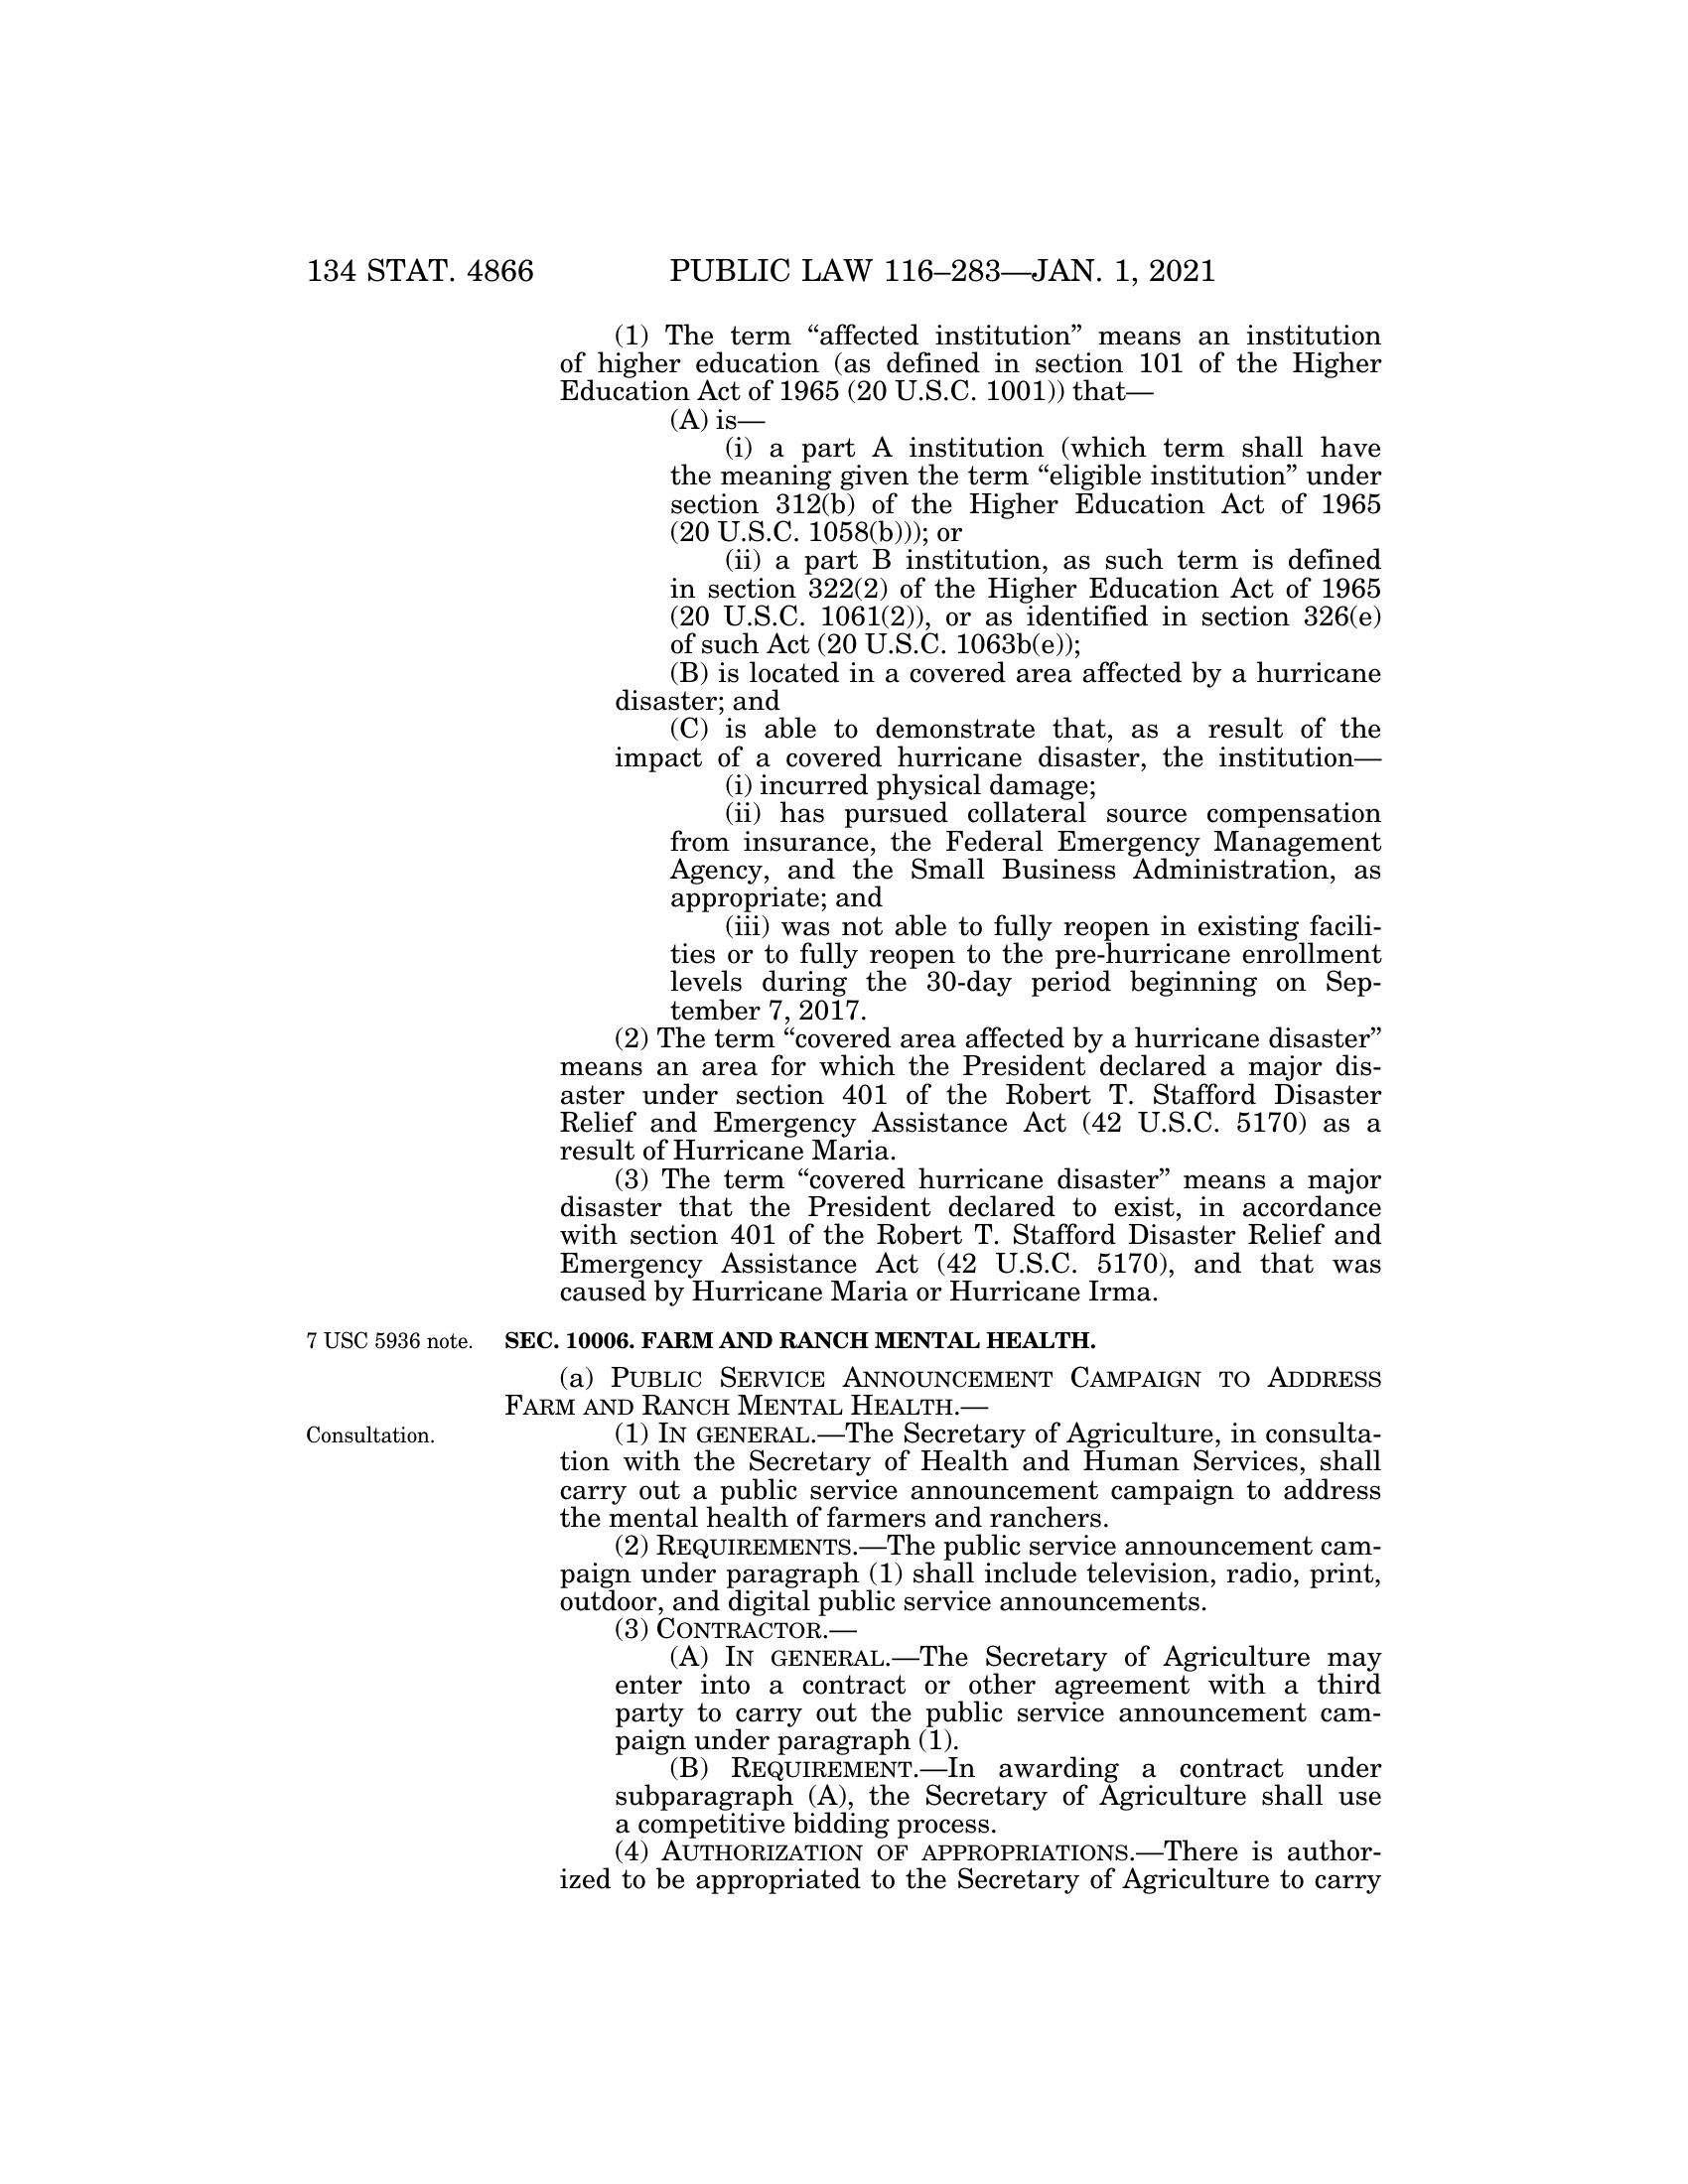 134 STAT. 4866 PUBLIC LAW 116–283—JAN. 1, 2021
(1) The term “affected institution” means an institution
of higher education (as defined in section 101 of the Higher
Education Act of 1965 (20 U.S.C. 1001)) that—
(A) is—
(i) a part A institution (which term shall have
the meaning given the term “eligible institution” under
section 312(b) of the Higher Education Act of 1965
(20 U.S.C. 1058(b))); or
(ii) a part B institution, as such term is defined
in section 322(2) of the Higher Education Act of 1965
(20 U.S.C. 1061(2)), or as identified in section 326(e)
of such Act (20 U.S.C. 1063b(e));
(B) is located in a covered area affected by a hurricane
disaster; and
(C) is able to demonstrate that, as a result of the
impact of a covered hurricane disaster, the institution—
(i) incurred physical damage;
(ii) has pursued collateral source compensation
from insurance, the Federal Emergency Management
Agency, and the Small Business Administration, as
appropriate; and
(iii) was not able to fully reopen in existing facili-
ties or to fully reopen to the pre-hurricane enrollment
levels during the 30-day period beginning on Sep-
tember 7, 2017.
(2) The term “covered area affected by a hurricane disaster”
means an area for which the President declared a major dis-
aster under section 401 of the Robert T. Stafford Disaster
Relief and Emergency Assistance Act (42 U.S.C. 5170) as a
result of Hurricane Maria.
(3) The term “covered hurricane disaster” means a major
disaster that the President declared to exist, in accordance
with section 401 of the Robert T. Stafford Disaster Relief and
Emergency Assistance Act (42 U.S.C. 5170), and that was
caused by Hurricane Maria or Hurricane Irma.
7 USC 5936 note. SEC. 10006. FARM AND RANCH MENTAL HEALTH.
(a) PUBLIC SERVICE ANNOUNCEMENT CAMPAIGN TO ADDRESS
FARM AND RANCH MENTAL HEALTH.—
Consultation. (1) IN GENERAL.—The Secretary of Agriculture, in consulta-
tion with the Secretary of Health and Human Services, shall
carry out a public service announcement campaign to address
the mental health of farmers and ranchers.
(2) REQUIREMENTS.—The public service announcement cam-
paign under paragraph (1) shall include television, radio, print,
outdoor, and digital public service announcements.
(3) CONTRACTOR.—
(A) IN GENERAL.—The Secretary of Agriculture may
enter into a contract or other agreement with a third
party to carry out the public service announcement cam-
paign under paragraph (1).
(B) REQUIREMENT.—In awarding a contract under
subparagraph (A), the Secretary of Agriculture shall use
a competitive bidding process.
(4) AUTHORIZATION OF APPROPRIATIONS.—There is author-
ized to be appropriated to the Secretary of Agriculture to carry